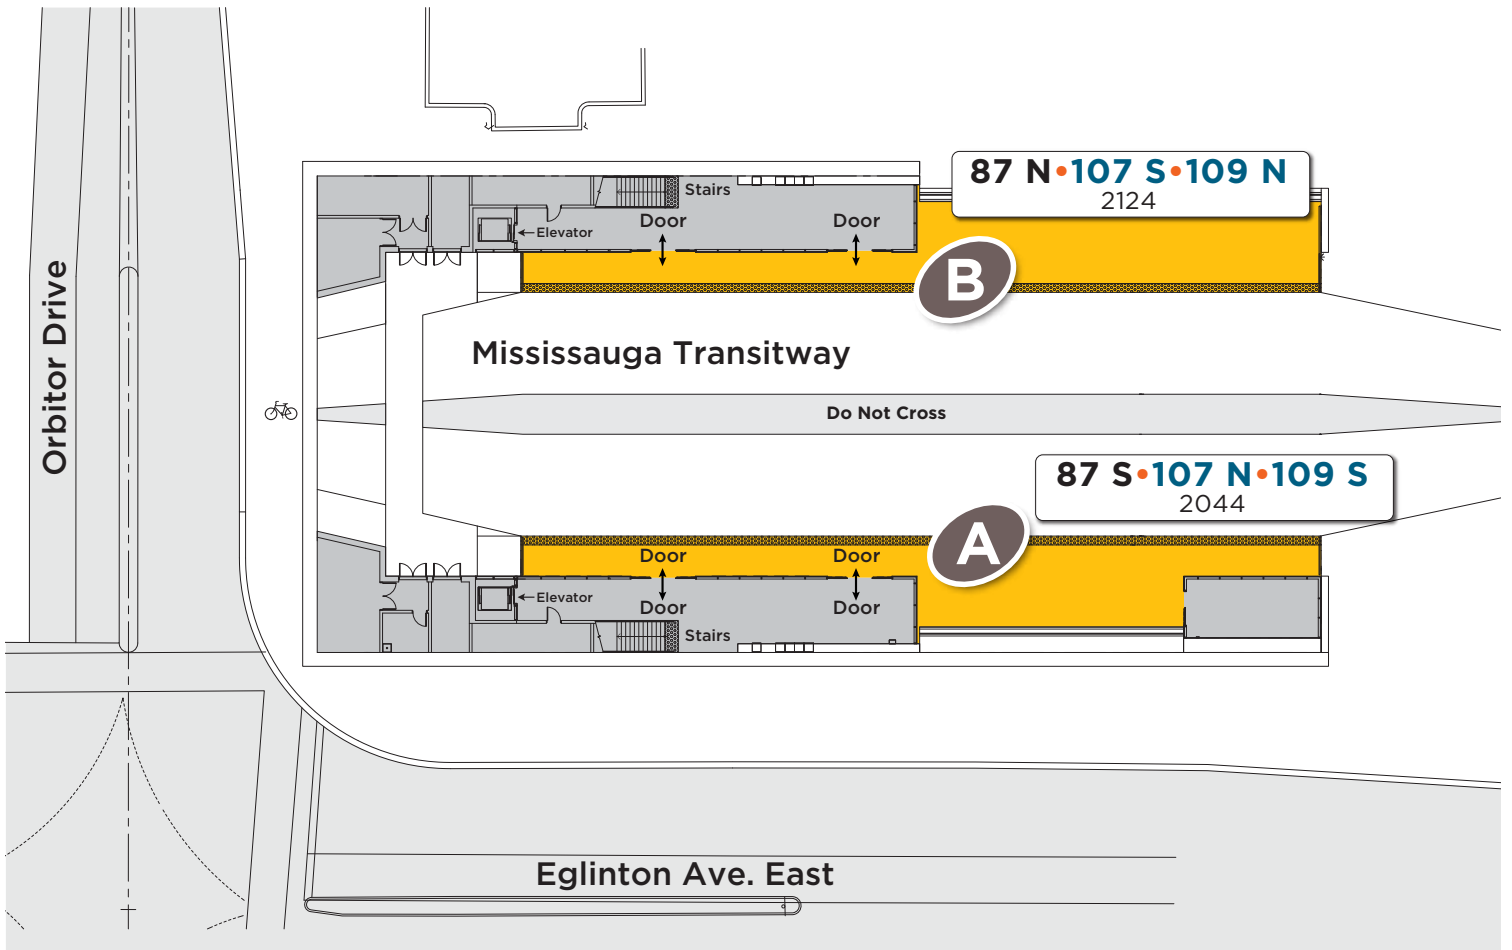 87 N•107 S•109 N
2124
Stairs
Door
Door
Elevator
B
Orbitor Drive
Mississauga Transitway
Do Not Cross
87 S•107 N•109 S
2044
A
Door
Door
Elevator
Door
Door
Stairs
Eglinton Ave. East